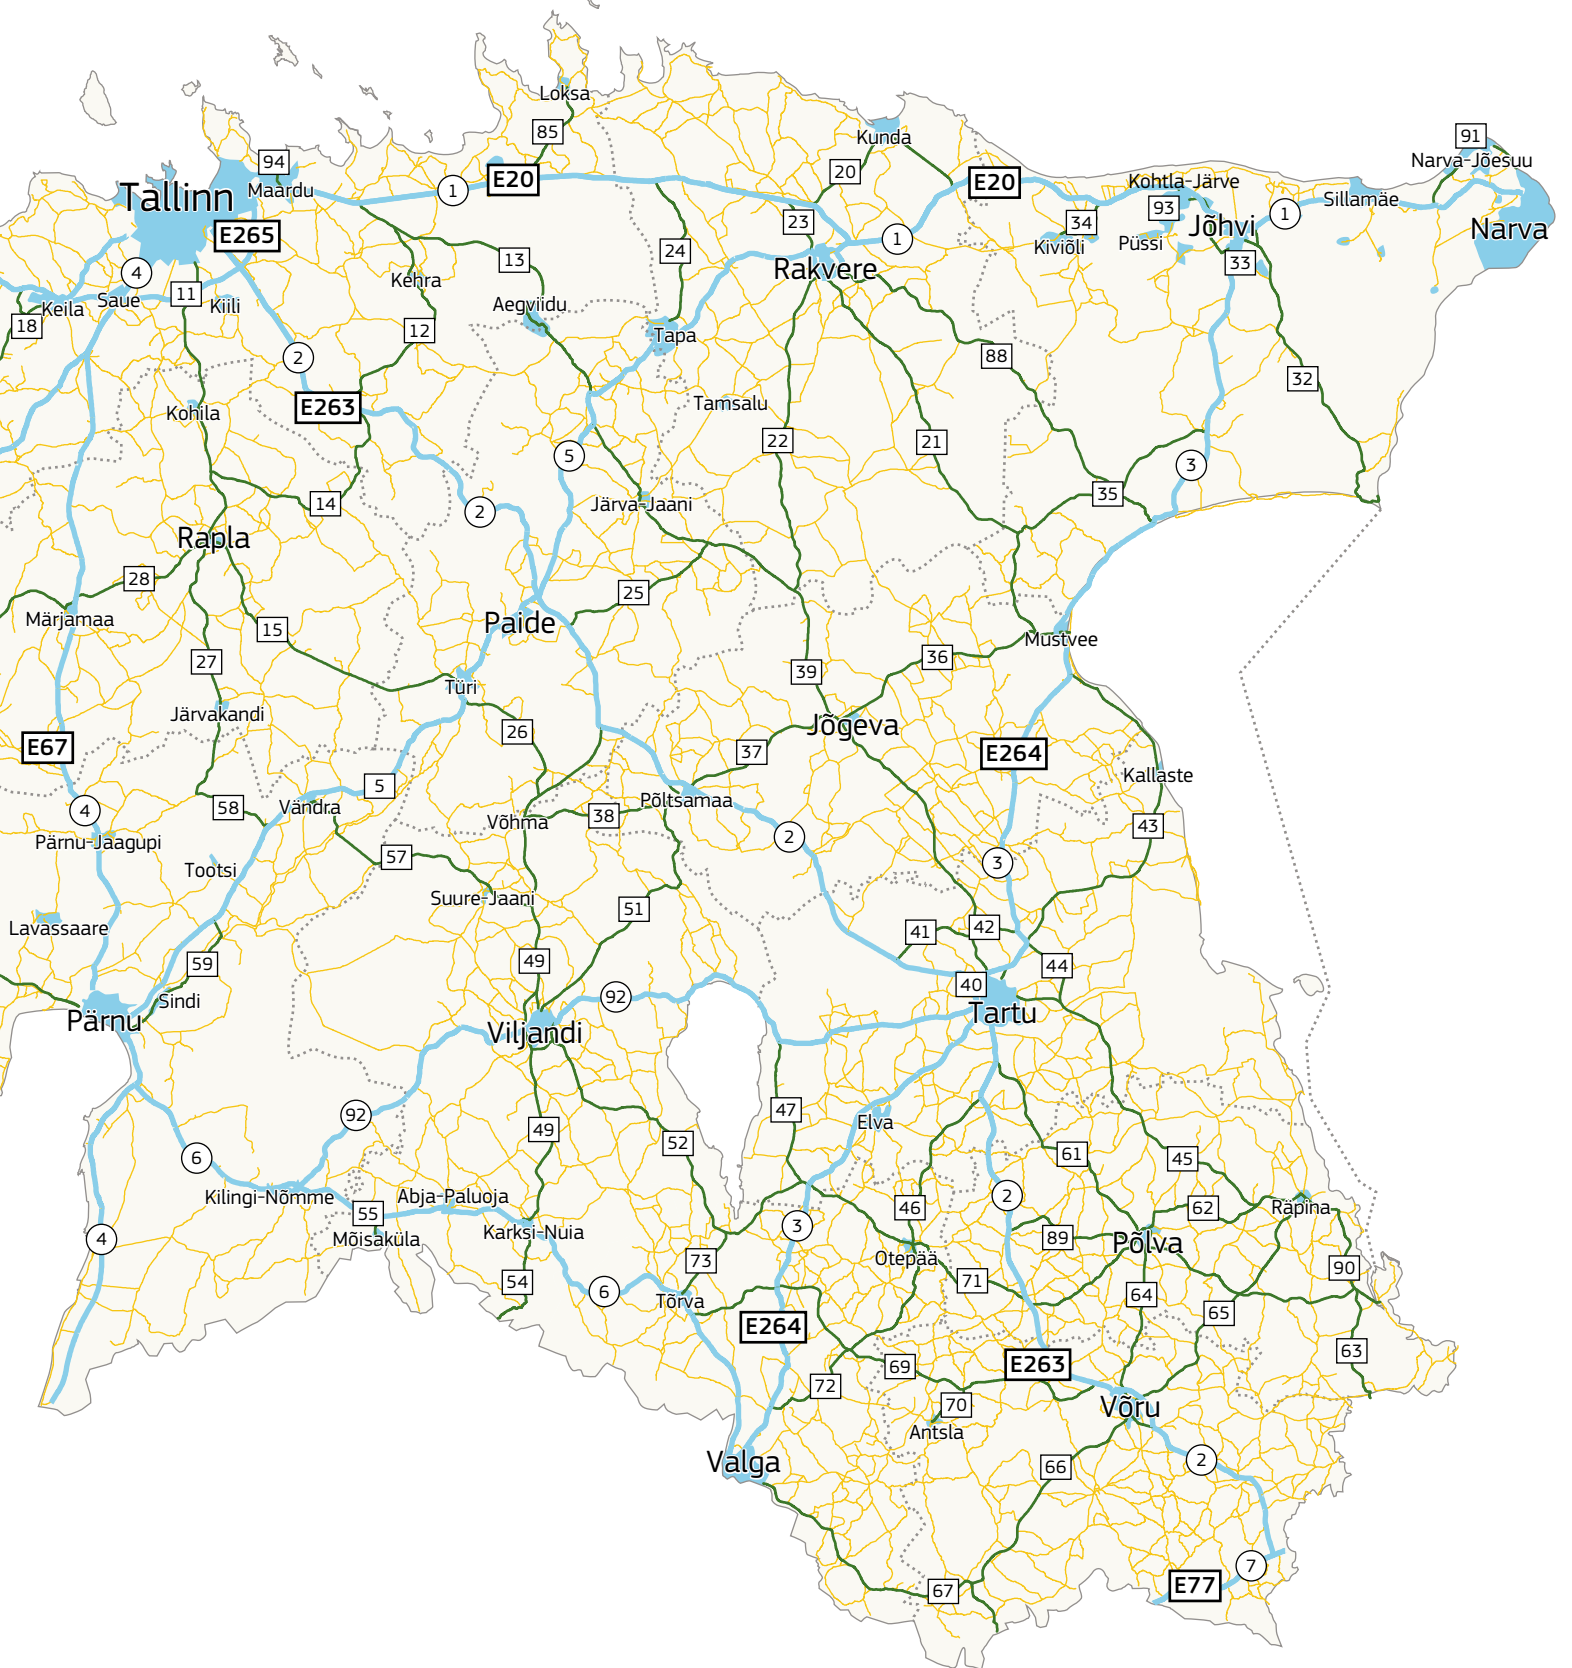 Loksa
85
Kunda
91
Narva-Jõesuu
94
Maardu
1
E20
20
E20
Kohtla-Järve
Sillamäe
Tallinn
93
1
E265
23
34
Jõhvi
Narva
24
1
Kiviõli
Püssi
13
33
4
Kehra
Rakvere
Keila
Saue
11
Kiili
Aegviidu
18
12
Tapa
2
88
32
Kohila
E263
Tamsalu
22
21
5
3
14
2
Järva-Jaani
35
Rapla
28
25
Märjamaa
15
Paide
Mustvee
27
36
39
Türi
Järvakandi
26
Jõgeva
E67
37
E264
5
Kallaste
4
58
Vändra
Põltsamaa
Võhma
38
43
Pärnu-Jaagupi
2
57
3
Tootsi
Suure-Jaani
51
Lavassaare
41
42
59
49
44
40
Sindi
92
Pärnu
Viljandi
Tartu
92
47
Elva
49
52
6
61
45
Kilingi-Nõmme
Abja-Paluoja
2
55
46
62
Räpina
4
Mõisaküla
Karksi-Nuia
3
89
Põlva
73
Otepää
90
54
6
71
64
Tõrva
65
E264
69
E263
63
72
70
Võru
Antsla
Valga
66
2
7
67
E77